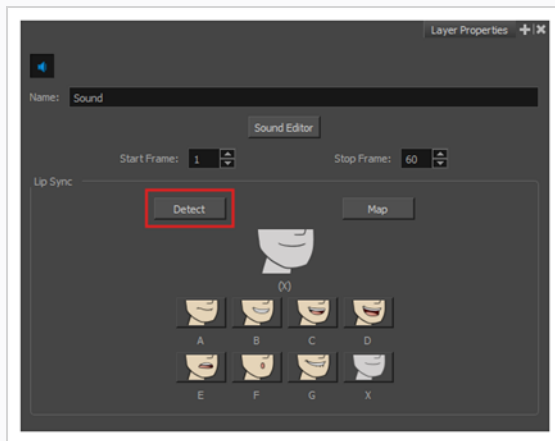 Layer Properties
Name: Sound
Sound Editor
Start Frame: 1 Stop Frame: 60
Lip Sync
Detect Map
(X)
A B C D
E F G X